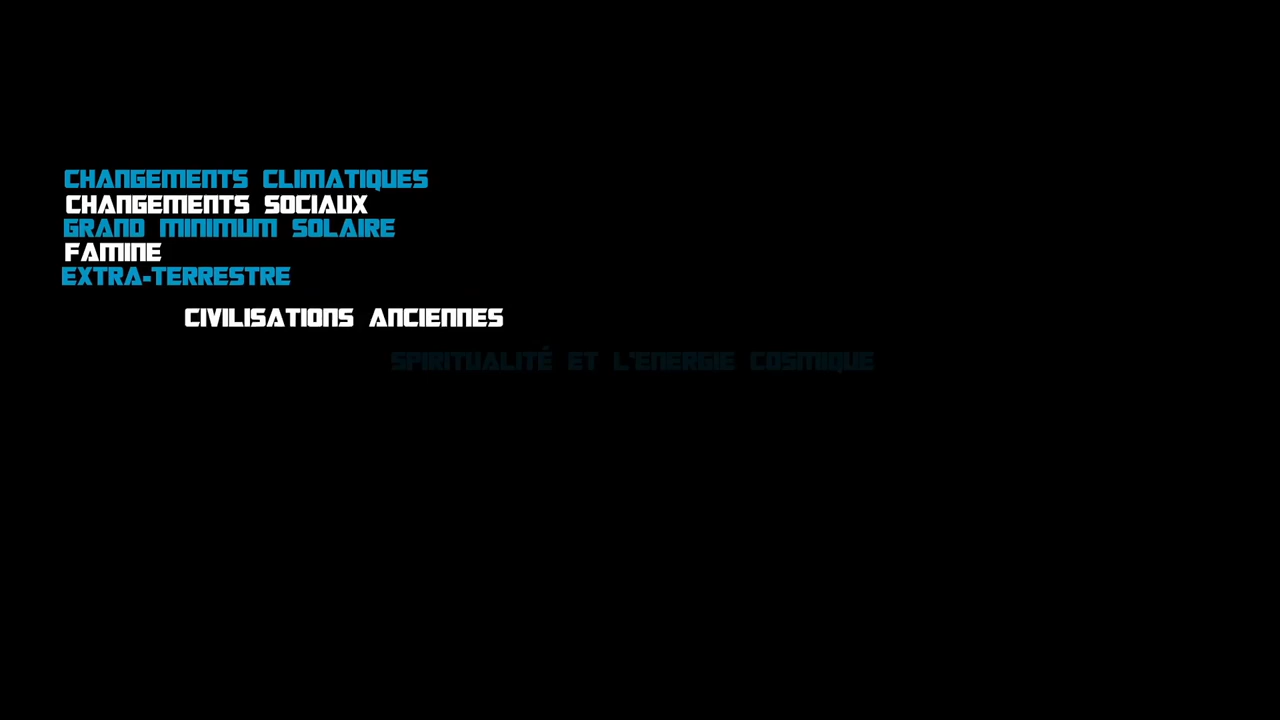 CHANGEMENTS CLIMATIQUES
CHANGEMENTS SOCIAUX
GRAND MINIMUM SOLAIRE
FAMINE
EXTRA-TERRESTRE
CIVILISATIONS ANCIENNES
SPIRITUALITÉ ET L'ENERGIE COSMIQUE